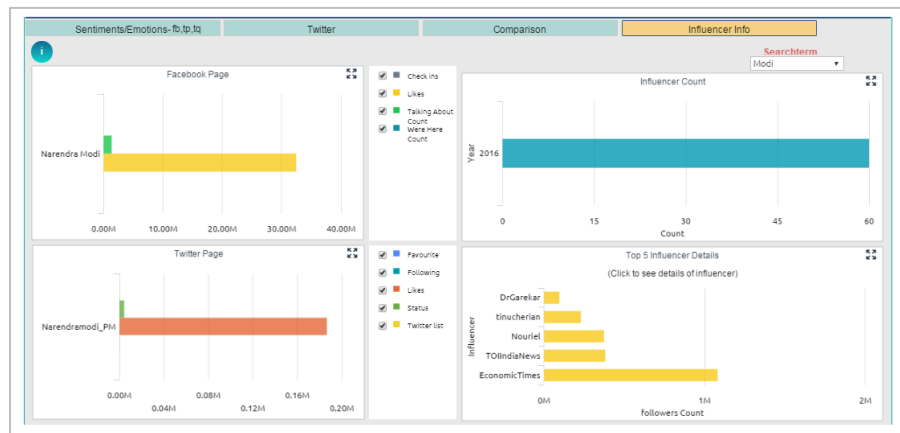 Sentiments/Emotions-fb,tp,tq
Twitter
Comparison
Influencer Info
i
Searchterm
Modi
Facebook Page
Narendra Modi
0.00M 10.00M 20.00M 30.00M 40.00M
Check ins
Likes
Talking About
Count
Were Here
Count
Influencer Count
Year
2016
0 15 30 45 60
Count
Twitter Page
Narendramodi_PM
0.00M 0.08M 0.16M
0.04M 0.12M 0.20M
Favourite
Following
Likes
Status
Twitter list
Top 5 Influencer Details
(Click to see details of influencer)
Influencer
DrGarekar
tinucherian
Nouriel
TOIIndiaNews
EconomicTimes
0M 1M 2M
Followers Count